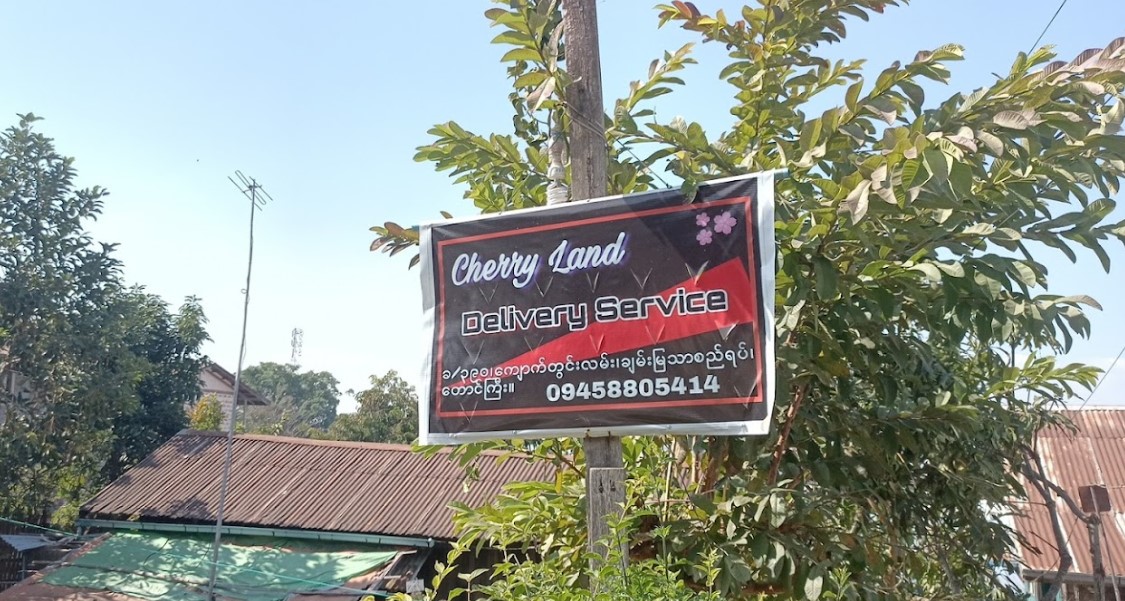 Cherry Land
Delivery Service
ခ/၃၉၀၊ကျောက်တွင်းလမ်း၊ချမ်းမြသာစည်ရပ်၊
တောင်ကြီး။ 09458805414